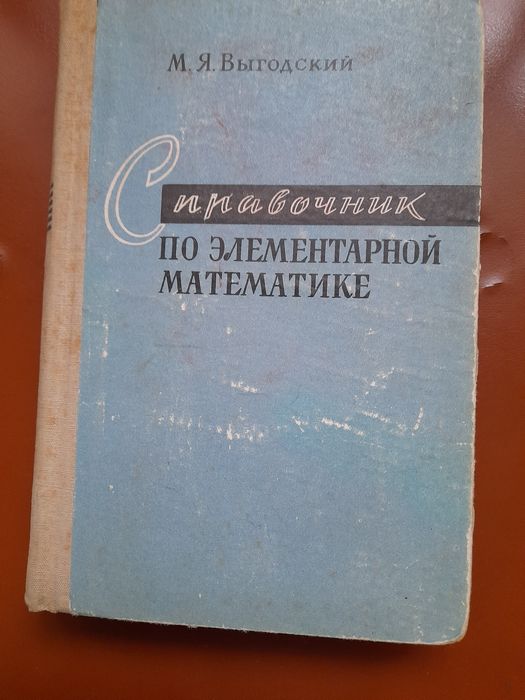 М. Я. Выгодский
Справочник
ПО ЭЛЕМЕНТАРНОЙ
МАТЕМАТИКЕ